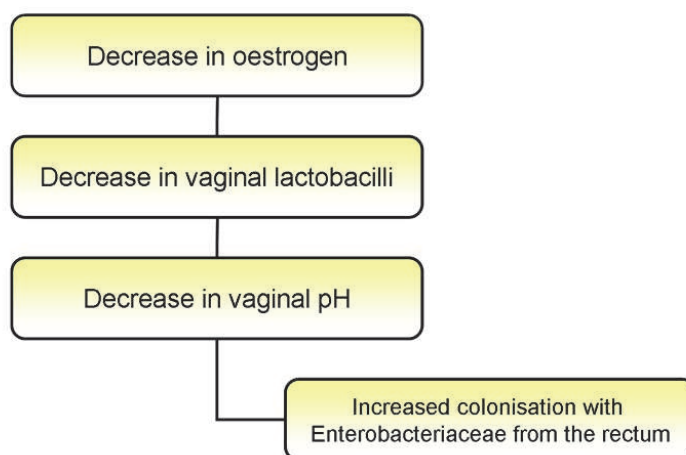 Decrease in oestrogen
Decrease in vaginal lactobacilli
Decrease in vaginal pH
Increased colonisation with
Enterobacteriaceae from the rectum